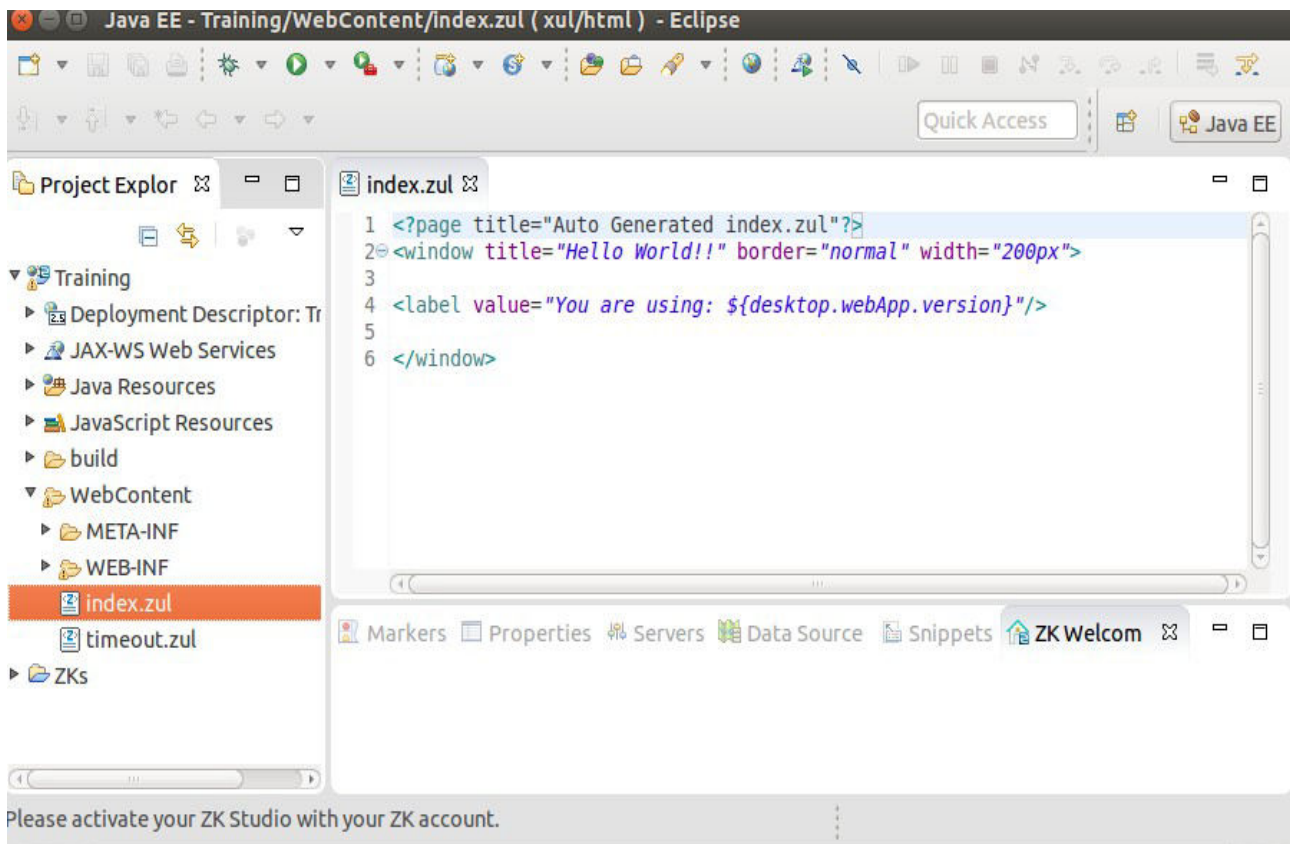 Java EE - Training/WebContent/index.zul ( xul/html )  - Eclipse
Quick Access
Java EE
Project Explor
index.zul
1 <?page title="Auto Generated index.zul"?>
2 <window title="Hello World!!" border="normal" width="200px">
3
4 <label value="You are using: ${desktop.webApp.version}"/>
5
6 </window>
Training
Deployment Descriptor: Tr
JAX-WS Web Services
Java Resources
JavaScript Resources
build
WebContent
META-INF
WEB-INF
index.zul
timeout.zul
ZKs
Markers Properties Servers Data Source Snippets ZK Welcom
Please activate your ZK Studio with your ZK account.